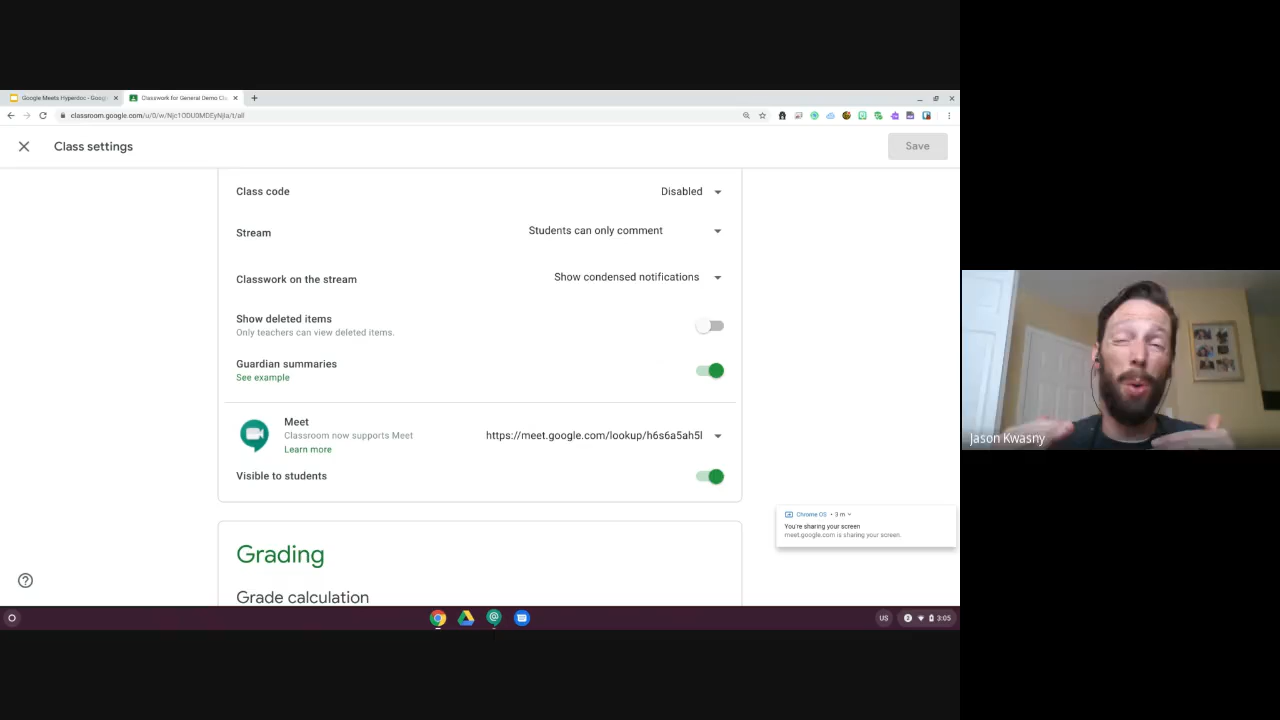 Google Meets Hyperdoc - Googl
Classwork for General Demo Cla
classroom.google.com/u/0/w/Njc1ODU0MDEyNjla/t/all
Class settings
Save
Class code
Disabled
Stream
Students can only comment
Classwork on the stream
Show condensed notifications
Show deleted items
Only teachers can view deleted items.
Guardian summaries
See example
Meet
Classroom now supports Meet
Learn more
https://meet.google.com/lookup/h6s6a5ah5l
Visible to students
Jason Kwasny
Chrome OS • 3 m
You're sharing your screen
meet.google.com is sharing your screen.
Grading
Grade calculation
US
2
3:05